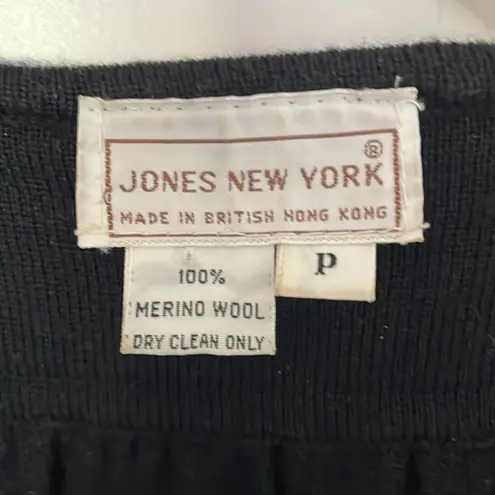 JONES NEW YORK ®
MADE IN BRITISH HONG KONG
100%
MERINO WOOL
DRY CLEAN ONLY
P